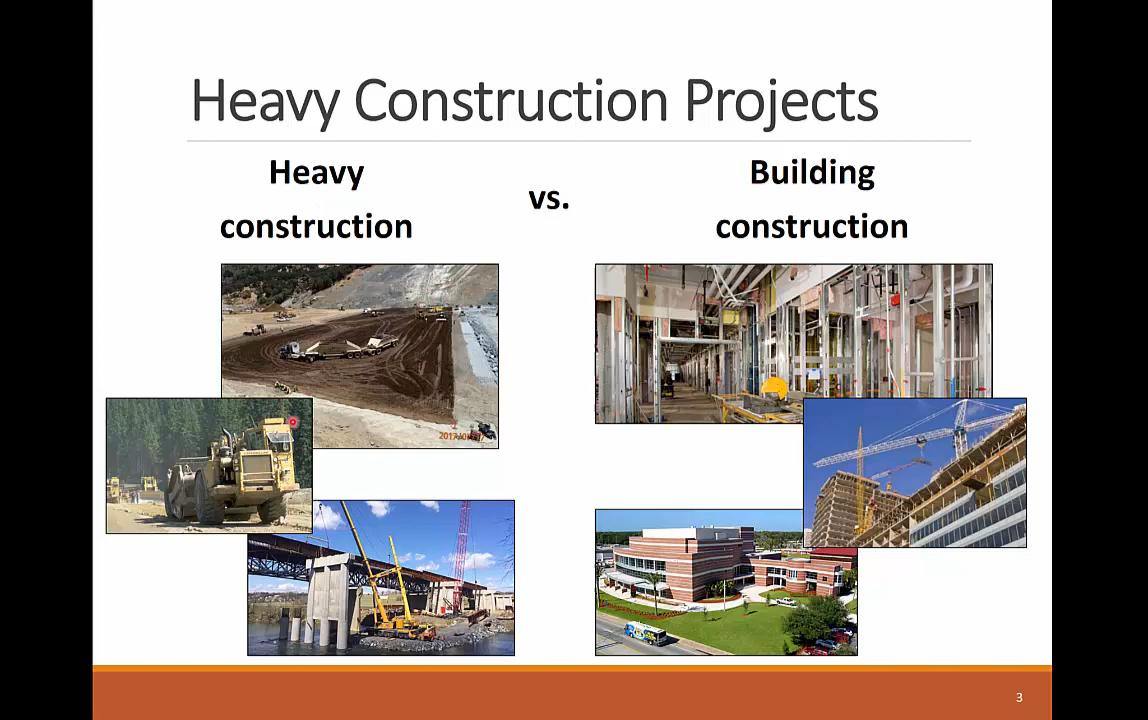 Heavy Construction Projects
Heavy
construction
vs.
Building
construction
3